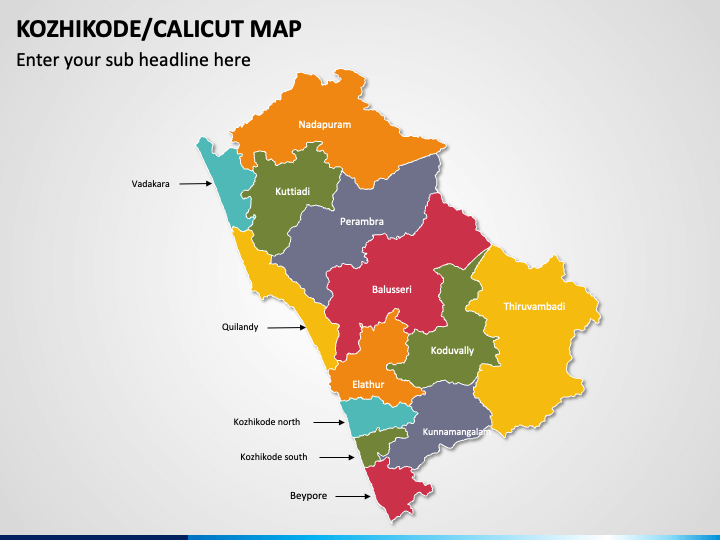 KOZHIKODE/CALICUT MAP
Enter your sub headline here
Nadapuram
Vadakara
Kuttiadi
Perambra
Balusseri
Thiruvambadi
Quilandy
Koduvally
Elathur
Kozhikode north
Kunnamangalam
Kozhikode south
Beypore